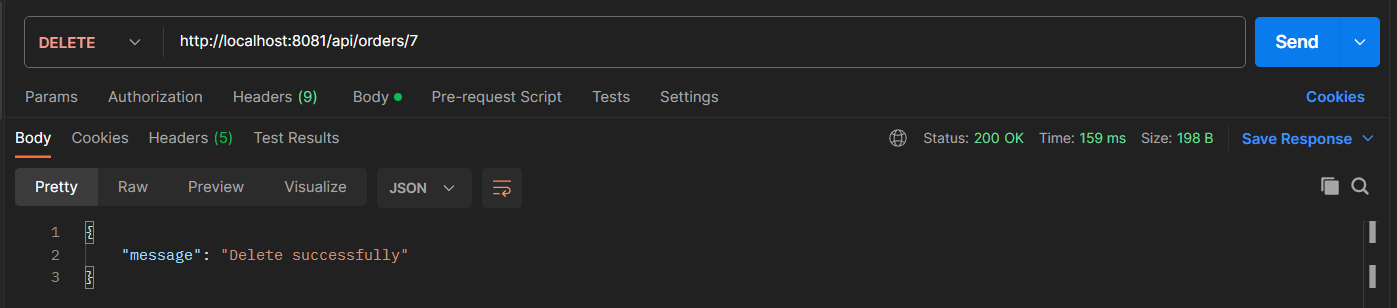 DELETE http://localhost:8081/api/orders/7 Send
Params Authorization Headers (9) Body Pre-request Script Tests Settings Cookies
Body Cookies Headers (5) Test Results Status: 200 OK Time: 159 ms Size: 198 B Save Response
Pretty Raw Preview Visualize JSON
1 {
2 "message": "Delete successfully"
3 }